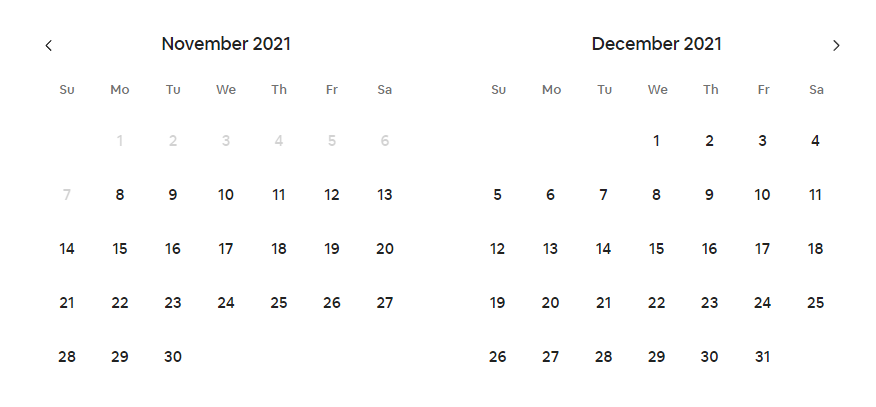 November 2021
Su Mo Tu We Th Fr Sa
1 2 3 4 5 6
7 8 9 10 11 12 13
14 15 16 17 18 19 20
21 22 23 24 25 26 27
28 29 30
December 2021
Su Mo Tu We Th Fr Sa
1 2 3 4
5 6 7 8 9 10 11
12 13 14 15 16 17 18
19 20 21 22 23 24 25
26 27 28 29 30 31